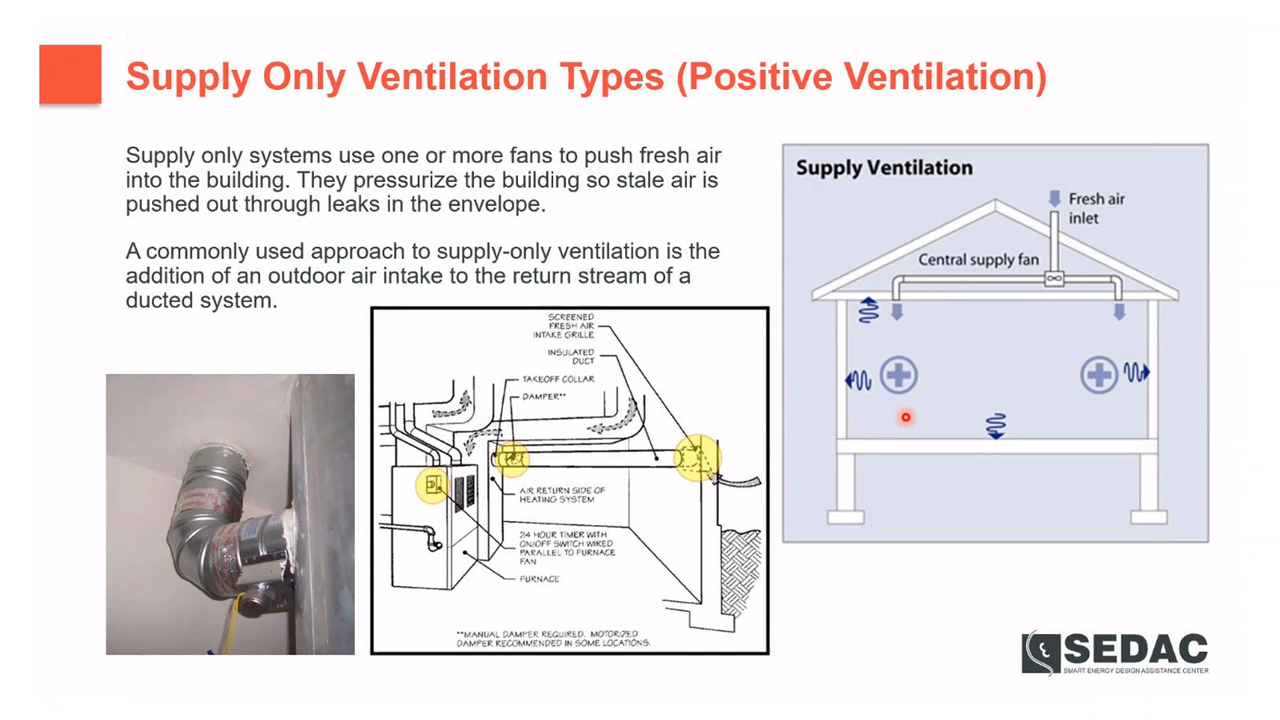 Supply Only Ventilation Types (Positive Ventilation)
Supply only systems use one or more fans to push fresh air
into the building. They pressurize the building so stale air is
pushed out through leaks in the envelope.
A commonly used approach to supply-only ventilation is the
addition of an outdoor air intake to the return stream of a
ducted system.
SCREENED
FRESH AIR
INTAKE GRILLE
INSULATED
DUCT
TAKEOFF COLLAR
DAMPER**
AIR RETURN SIDE OF
HEATING SYSTEM
24 HOUR TIMER WITH
ON/OFF SWITCH WIRED
PARALLEL TO FURNACE
FAN
FURNACE
**MANUAL DAMPER REQUIRED. MOTORIZED
DAMPER RECOMMENDED IN SOME LOCATIONS.
Supply Ventilation
Fresh air
inlet
Central supply fan
SEDAC
SMART ENERGY DESIGN ASSISTANCE CENTER